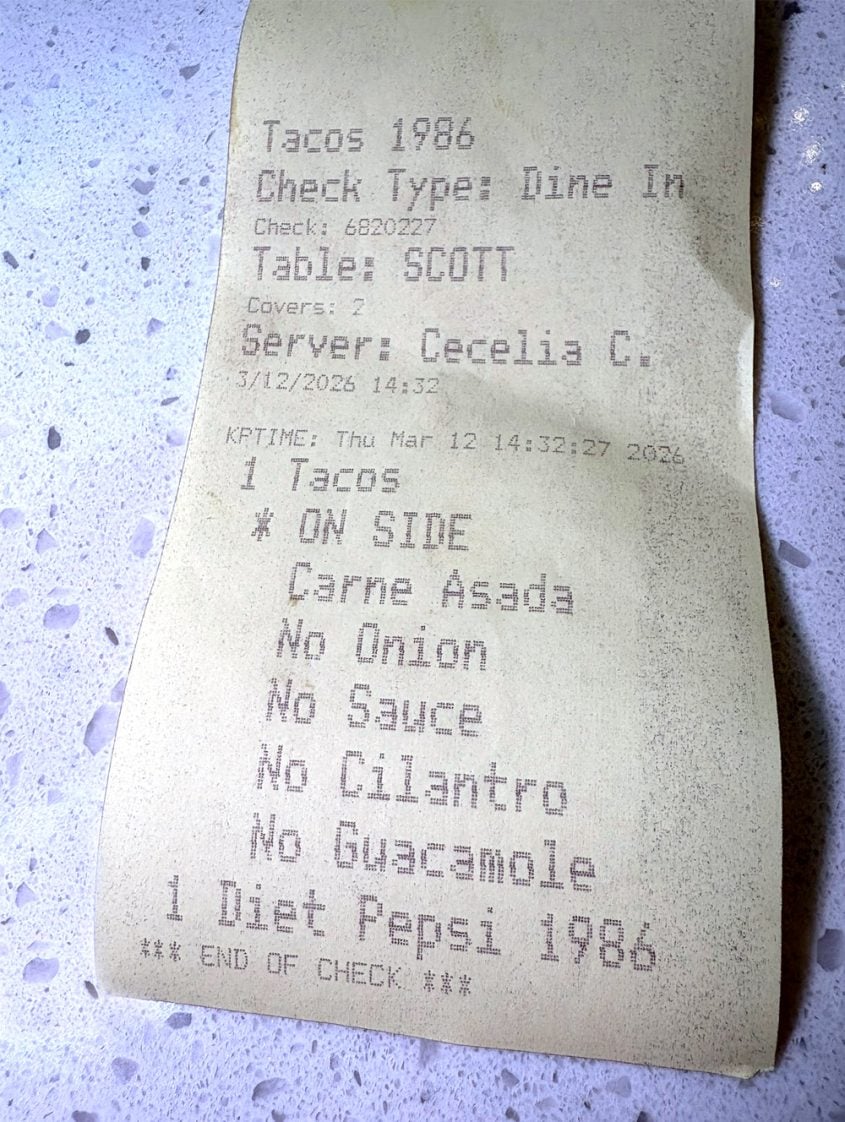 Tacos 1986
Check Type: Dine In
Check: 6820227
Table: SCOTT
Covers: 2
Server: Cecelia C.
3/12/2026 14:32
KPTIME: Thu Mar 12 14:32:27 2026
1 Tacos
* ON SIDE
Carne Asada
No Onion
No Sauce
No Cilantro
No Guacamole
1 Diet Pepsi 1986
*** END OF CHECK ***